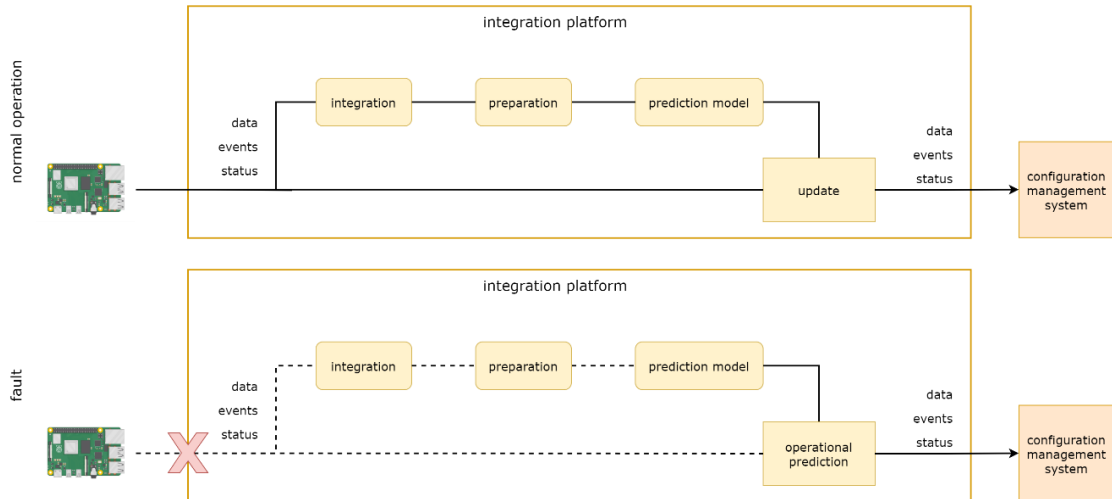 integration platform
normal operation
integration
preparation
prediction model
data
events
status
update
data
events
status
configuration
management
system
integration platform
fault
integration
preparation
prediction model
data
events
status
operational
prediction
data
events
status
configuration
management
system